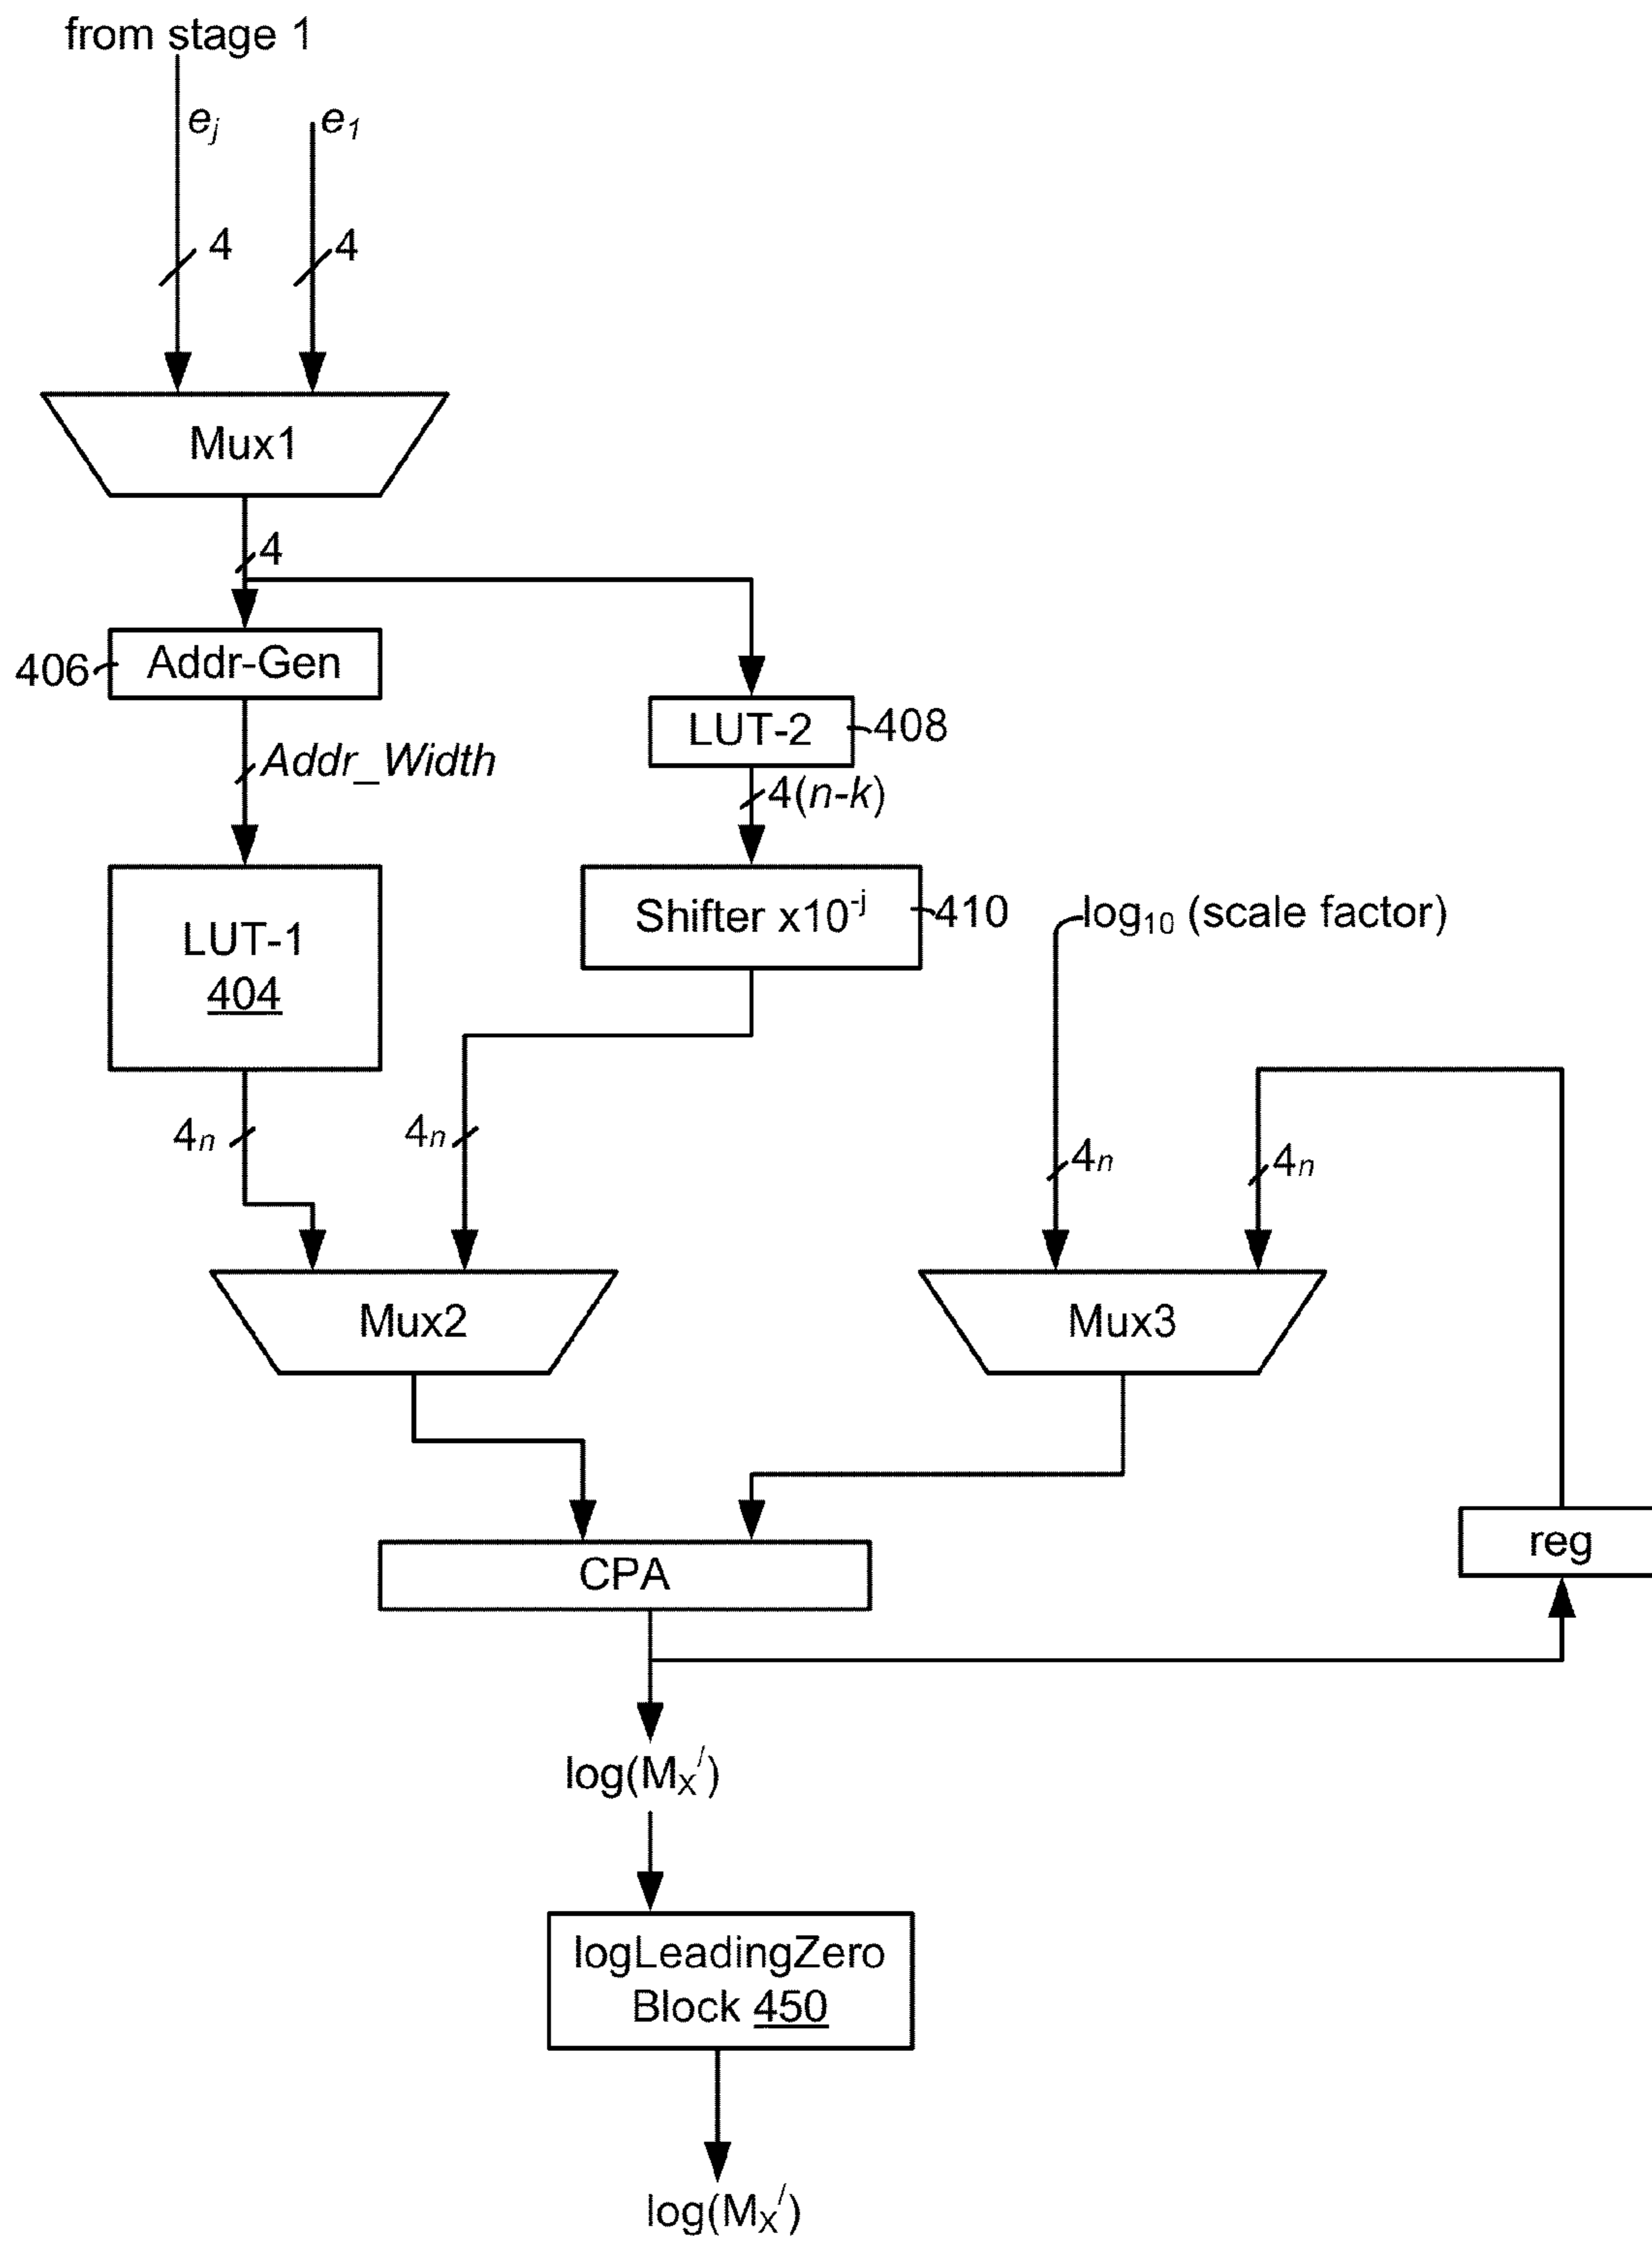 from stage 1
ej
e1
4
4
Mux1
4
406
Addr-Gen
LUT-2
408
Addr_Width
4(n-k)
LUT-1
404
Shifter x10^-j
410
log10 (scale factor)
4n
4n
4n
4n
Mux2
Mux3
CPA
reg
log(MX/)
logLeadingZero
Block 450
log(MX/)